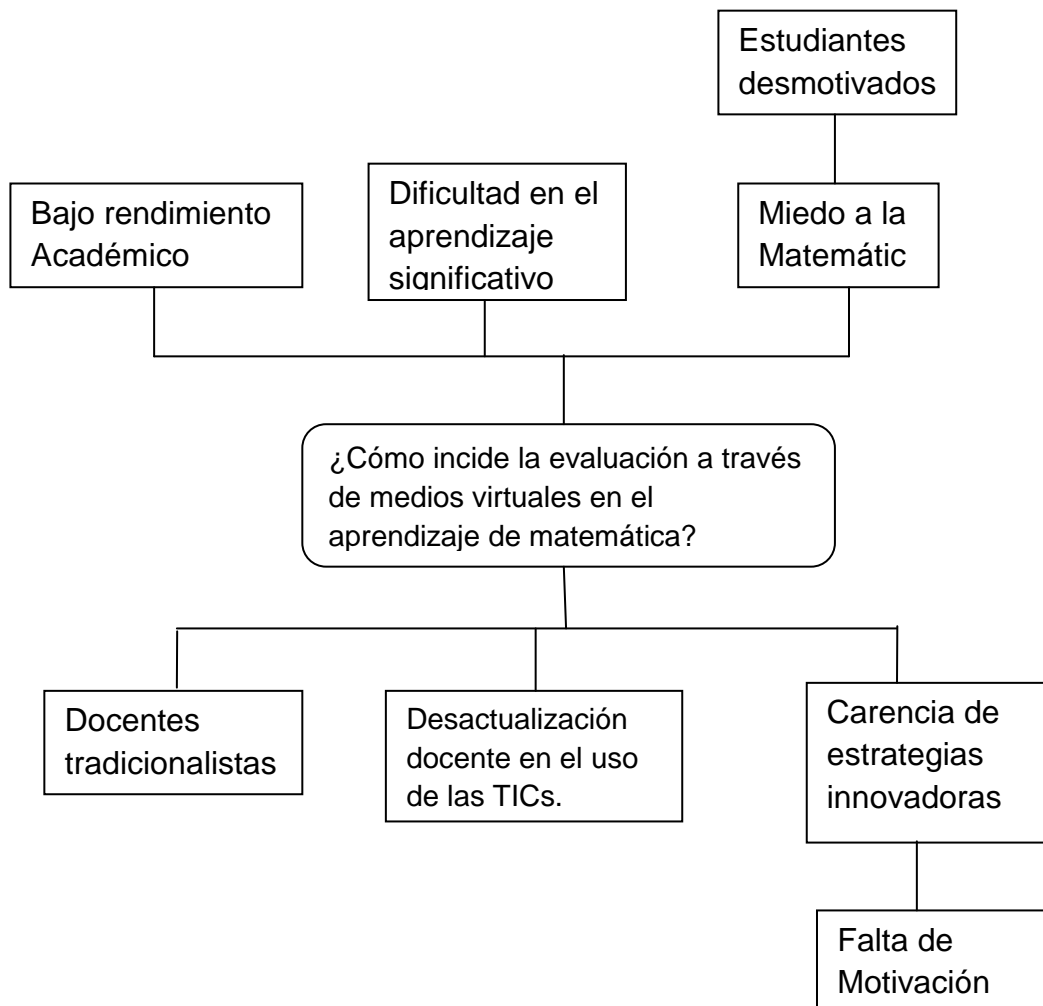 Estudiantes
desmotivados
Bajo rendimiento
Académico
Dificultad en el
aprendizaje
significativo
Miedo a la
Matemátic
¿Cómo incide la evaluación a través
de medios virtuales en el
aprendizaje de matemática?
Docentes
tradicionalistas
Desactualización
docente en el uso
de las TICs.
Carencia de
estrategias
innovadoras
Falta de
Motivación